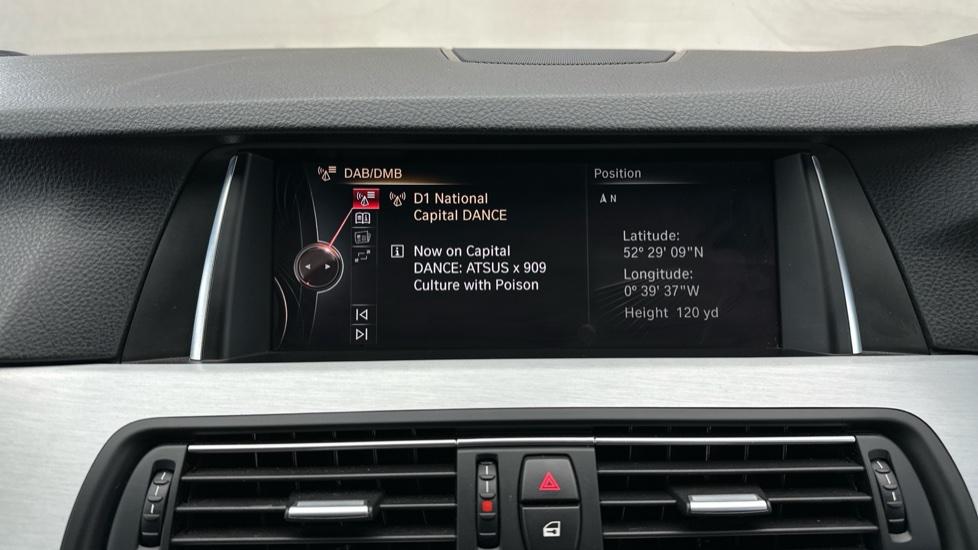 DAB/DMB
D1 National
Capital DANCE
Now on Capital
DANCE: ATSUS x 909
Culture with Poison
Position
N
Latitude:
52° 29' 09"N
Longitude:
0° 39' 37"W
Height 120 yd